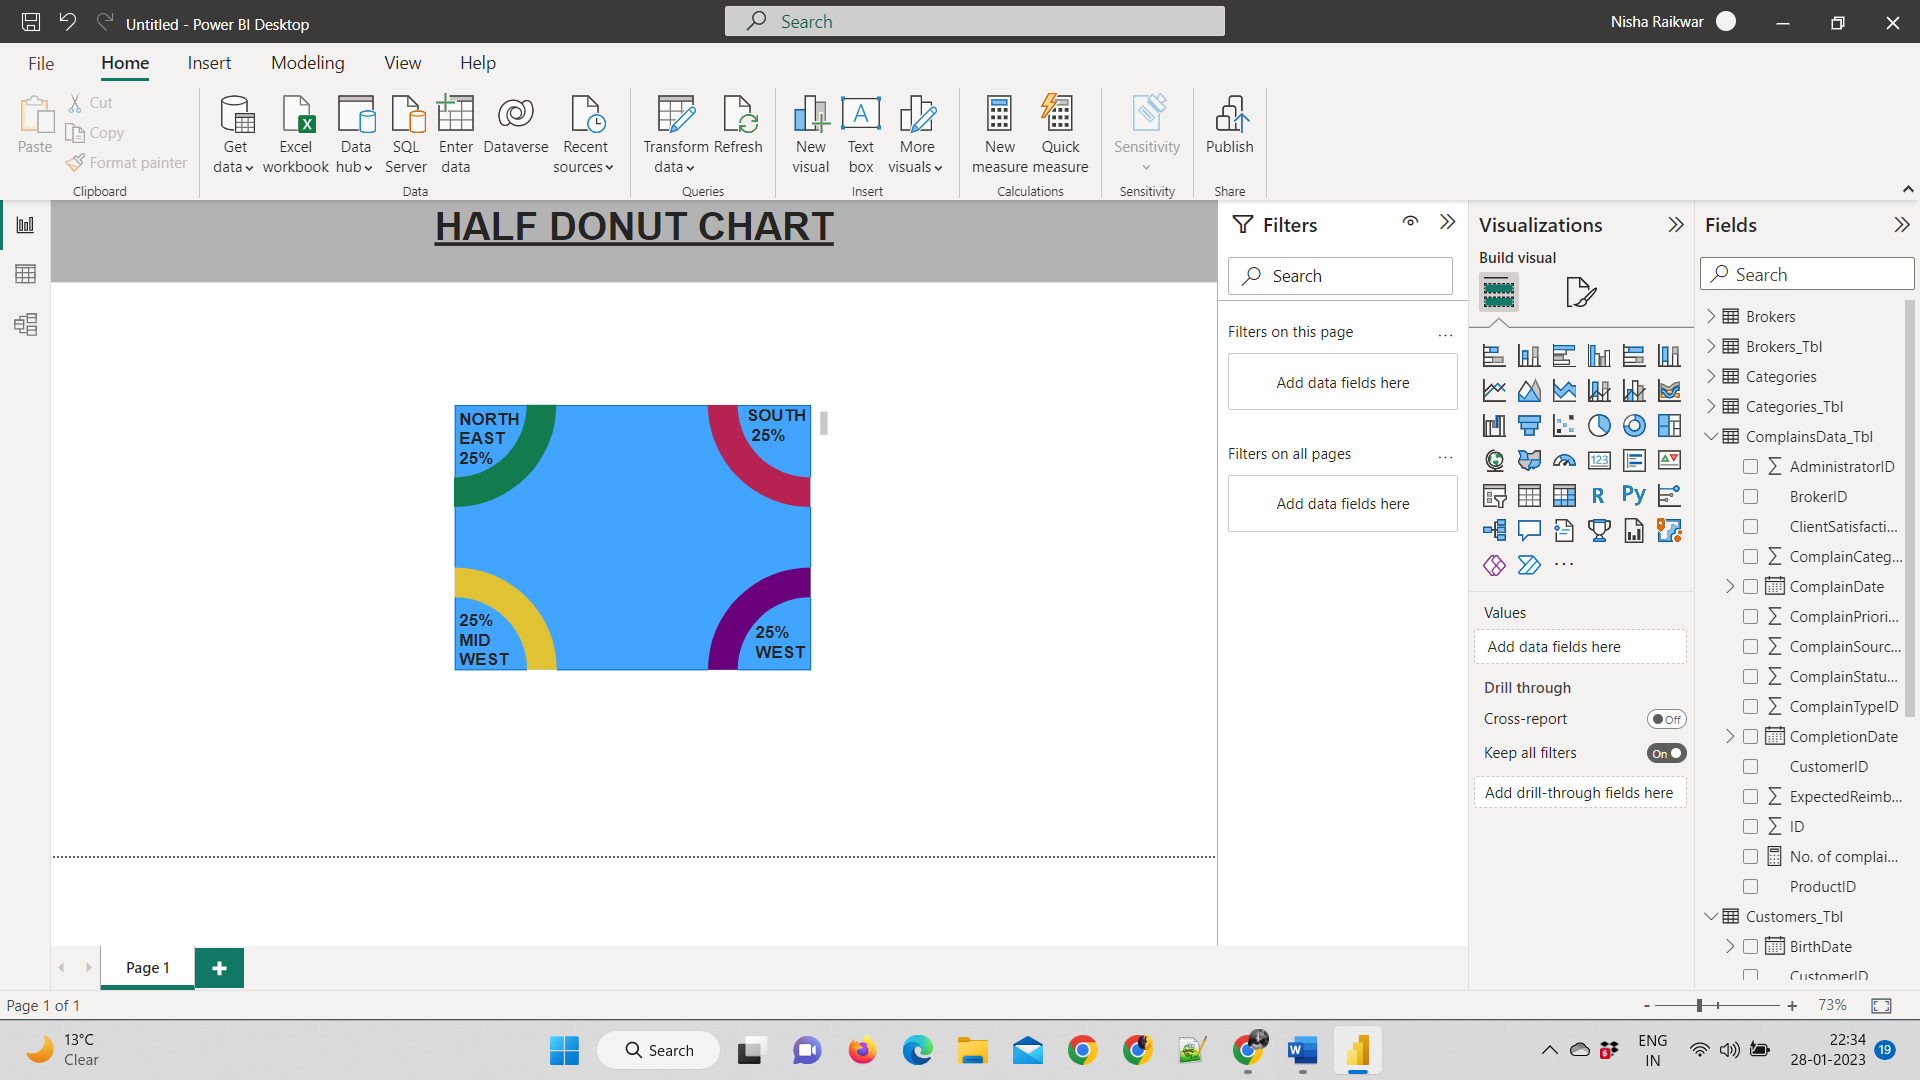 Untitled - Power BI Desktop
Search
Nisha Raikwar
File
Home
Insert
Modeling
View
Help
Paste
Cut
Copy
Format painter
Clipboard
Get
data
Excel
workbook
Data
hub
SQL
Server
Enter
data
Dataverse
Recent
sources
Data
Transform
data
Refresh
Queries
New
visual
Text
box
More
visuals
Insert
New
measure
Quick
measure
Calculations
Sensitivity
Sensitivity
Publish
Share
HALF DONUT CHART
NORTH
EAST
25%
SOUTH
25%
25%
MID
WEST
25%
WEST
Filters
Search
Filters on this page
...
Add data fields here
Filters on all pages
...
Add data fields here
Visualizations
Build visual
123
R
Py
...
Values
Add data fields here
Drill through
Cross-report
Off
Keep all filters
On
Add drill-through fields here
Fields
Search
Brokers
Brokers_Tbl
Categories
Categories_Tbl
ComplainsData_Tbl
AdministratorID
BrokerID
ClientSatisfacti...
ComplainCateg...
ComplainDate
ComplainPriori...
ComplainSourc...
ComplainStatu...
ComplainTypeID
CompletionDate
CustomerID
ExpectedReimb...
ID
No. of complai...
ProductID
Customers_Tbl
BirthDate
CustomerID
Page 1
Page 1 of 1
- + 73%
13°C
Clear
Search
ENG
IN
22:34
28-01-2023
19